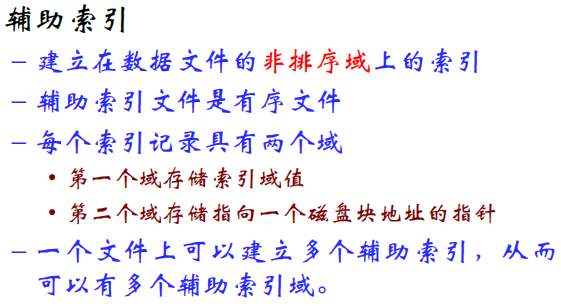 辅助索引
– 建立在数据文件的非排序域上的索引
– 辅助索引文件是有序文件
– 每个索引记录具有两个域
• 第一个域存储索引域值
• 第二个域存储指向一个磁盘块地址的指针
– 一个文件上可以建立多个辅助索引，从而
可以有多个辅助索引域。